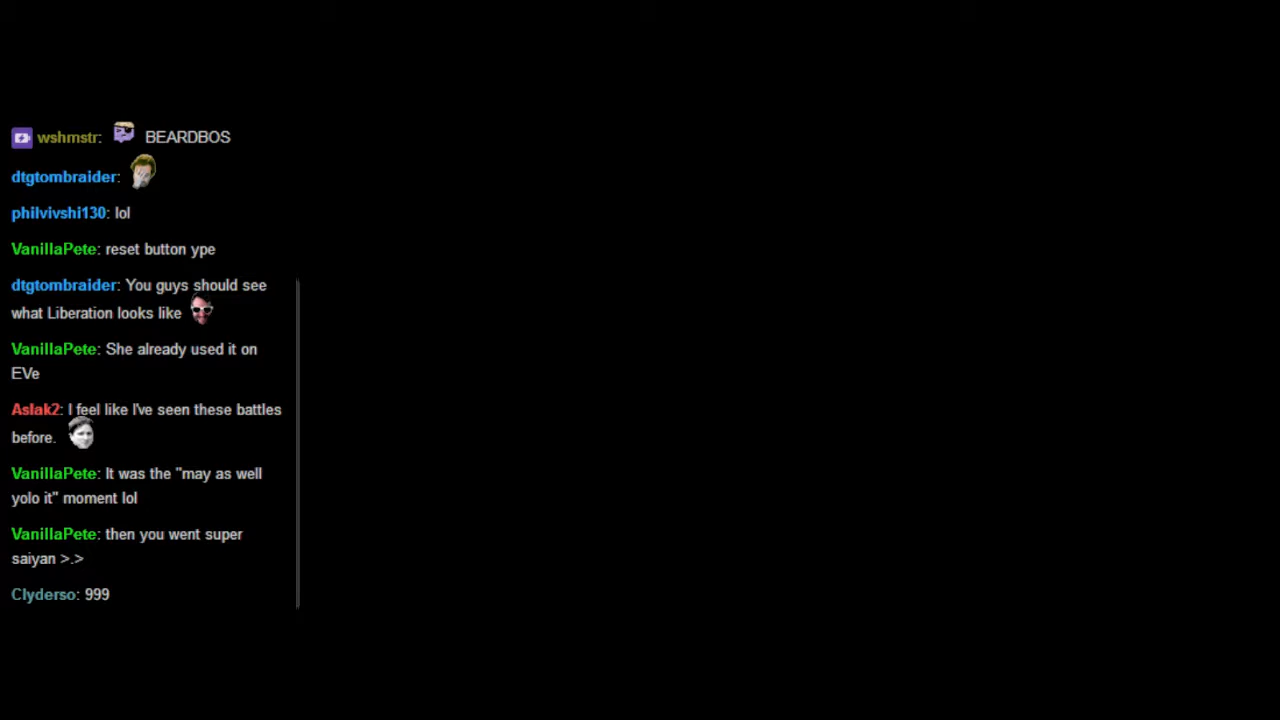 wshmstr: BEARDBOS
dtgtombraider:
philvivshi130: lol
VanillaPete: reset button ype
dtgtombraider: You guys should see
what Liberation looks like
VanillaPete: She already used it on
EVe
Aslak2: I feel like I've seen these battles
before.
VanillaPete: It was the "may as well
yolo it" moment lol
VanillaPete: then you went super
saiyan >.>
Clyderso: 999